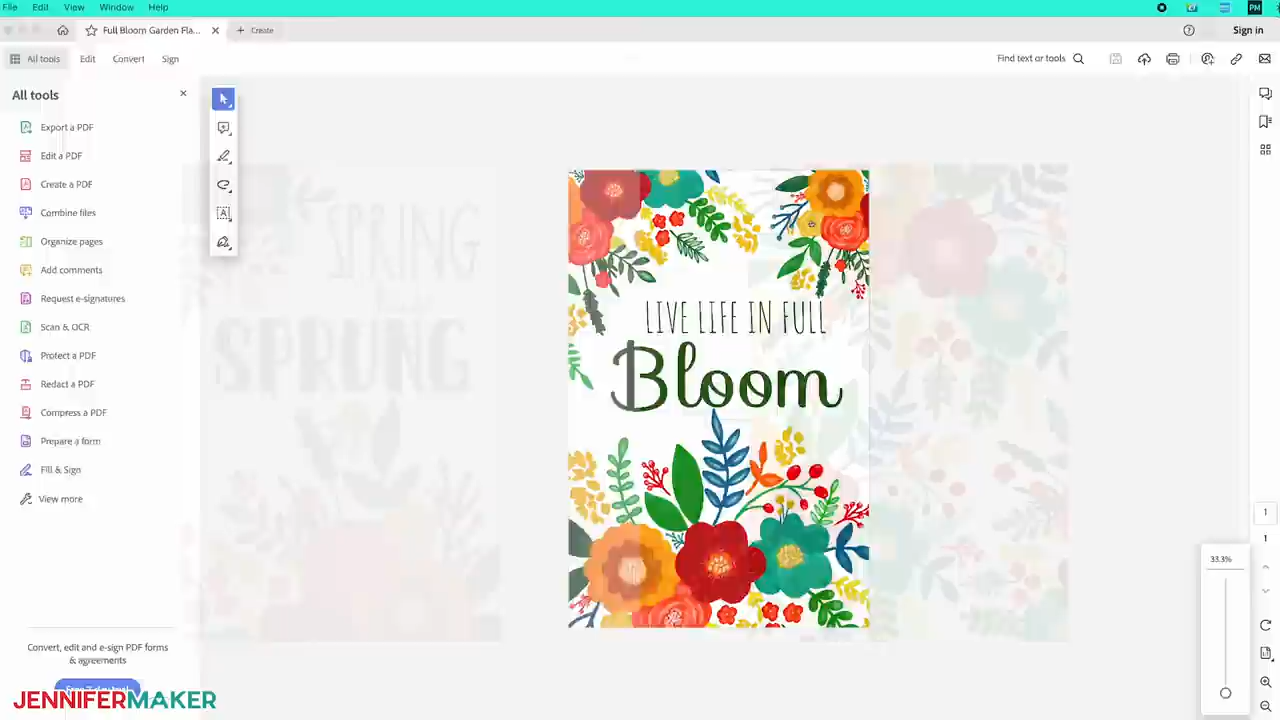 File Edit View Window Help
PM
Full Bloom Garden Fla... Create
Sign in
All tools Edit Convert Sign
Find text or tools
All tools
Export a PDF
Edit a PDF
Create a PDF
Combine files
Organize pages
Add comments
Request e-signatures
Scan & OCR
Protect a PDF
Redact a PDF
Compress a PDF
Prepare a form
Fill & Sign
View more
Convert, edit and e-sign PDF forms
& agreements
SPRUNG
LIVE LIFE IN FULL
Bloom
1
1
33.3%
JENNIFERMAKER